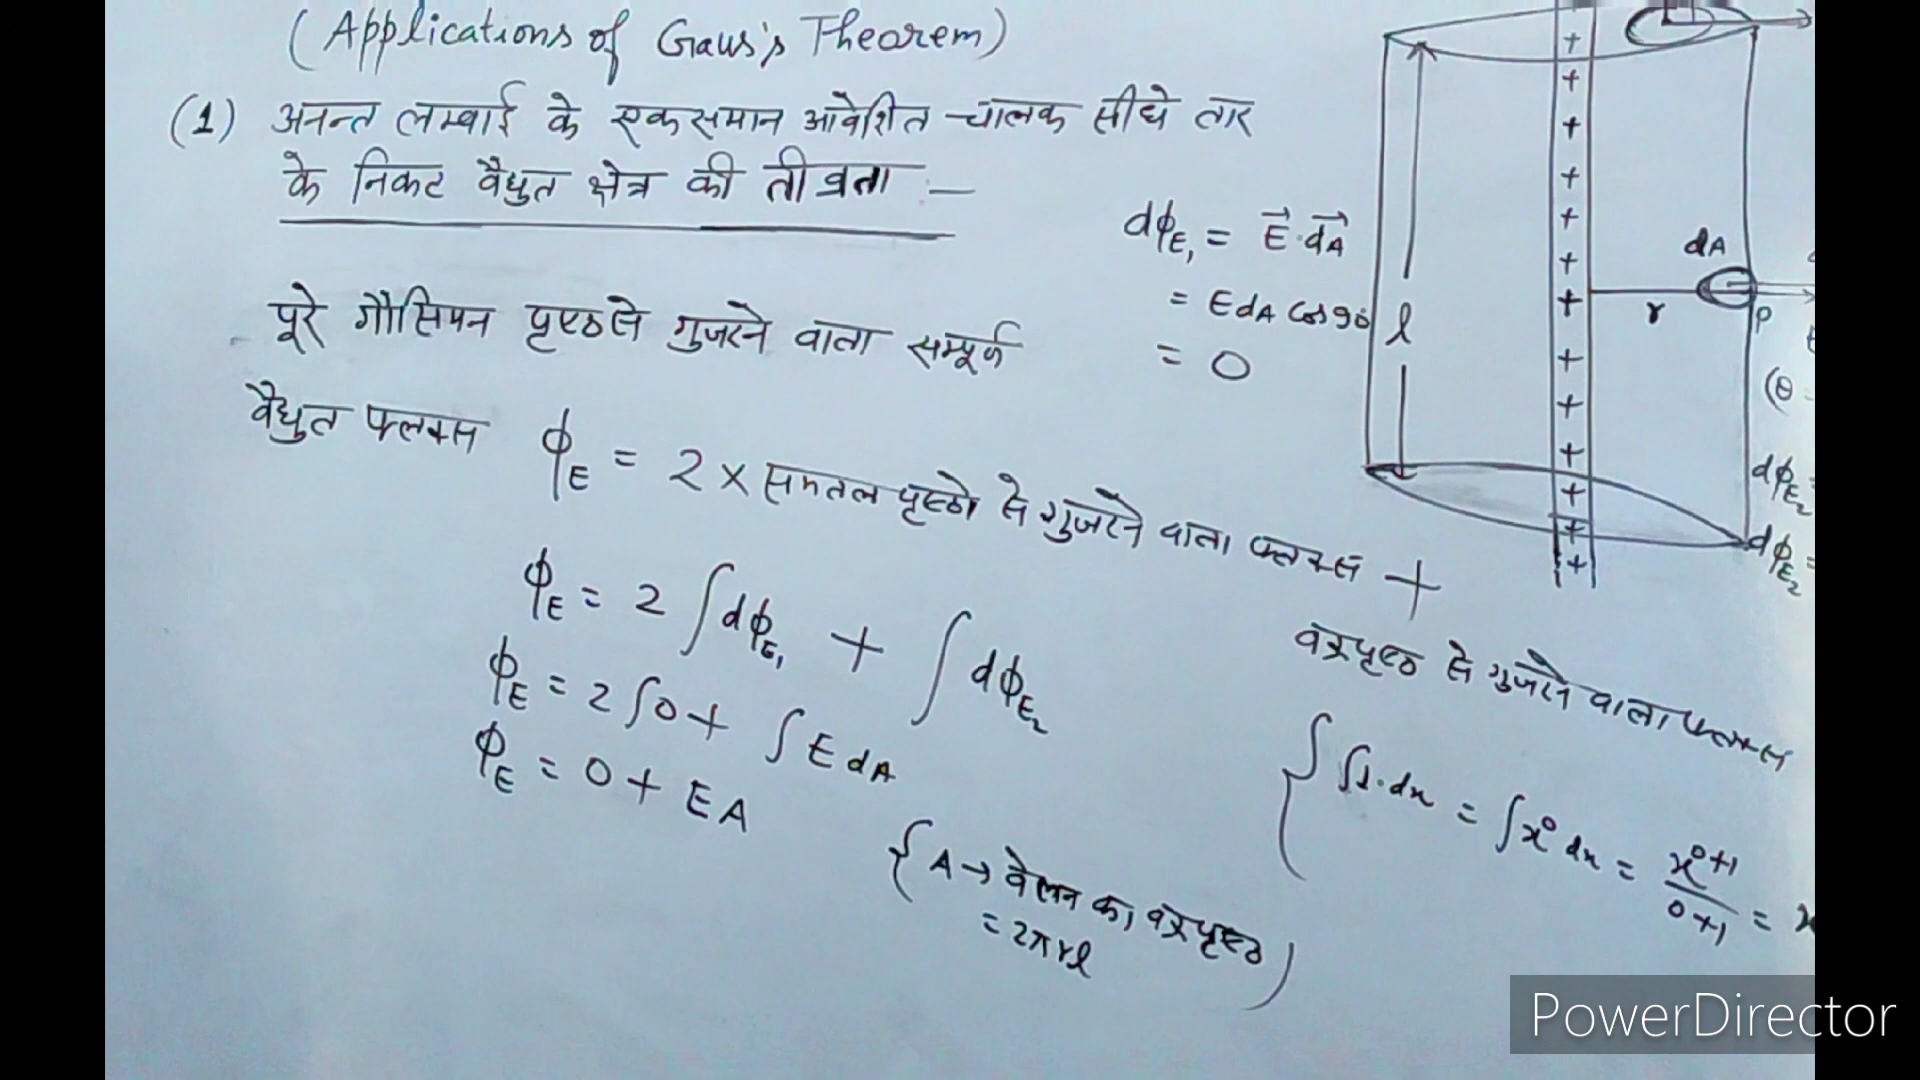 (Applications of Gaus's Theorem)
(1) अनन्त लम्बाई के एकसमान आवेशित चालक सीधे तार
के निकट वैधुत क्षेत्र की तीव्रता —
dϕE₁ = E⃗·dA⃗
= EdA Cos90
= 0
पूरे गौसियन पृष्ठ से गुजरने वाला सम्पूर्ण
वैधुत फ्लक्स ϕE = 2 × समतल पृष्ठो से गुजरने वाला फ्लक्स +
वक्रपृष्ठ से गुजरने वाला फ्लक्स
ϕE = 2 ∫dϕE₁ + ∫dϕE₂
ϕE = 2∫0 + ∫EdA
ϕE = 0 + EA
{A → वेलन का वक्रपृष्ठ
= 2πrl)
{∫1·dx = ∫x⁰ dx = x⁰⁺¹/0+1 = x
l
+ + + + + + + + + + + + +
dA
r
P
(θ
dϕE₂ =
dϕE₂ =
PowerDirector